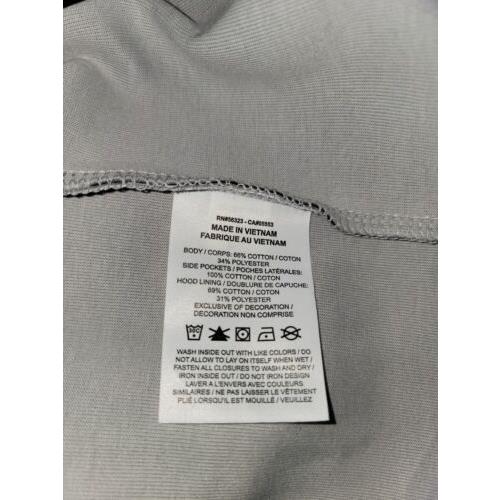 RN#56323 - CA#05553
MADE IN VIETNAM
FABRIQUE AU VIETNAM
BODY / CORPS: 66% COTTON / COTON
34% POLYESTER
SIDE POCKETS / POCHES LATÉRALES:
100% COTTON / COTON
HOOD LINING / DOUBLURE DE CAPUCHE:
69% COTTON / COTON
31% POLYESTER
EXCLUSIVE OF DECORATION /
DÉCORATION NON COMPRISE
WASH INSIDE OUT WITH LIKE COLORS / DO
NOT ALLOW TO LAY ON ITSELF WHEN WET /
FASTEN ALL CLOSURES TO WASH AND DRY /
IRON INSIDE OUT / DO NOT IRON DESIGN
LAVER A L'ENVERS AVEC COULEURS
SIMILAIRES / NE PAS LAISSER LE VÊTEMENT
PLIÉ LORSQU'IL EST MOUILLÉ / VEUILLEZ